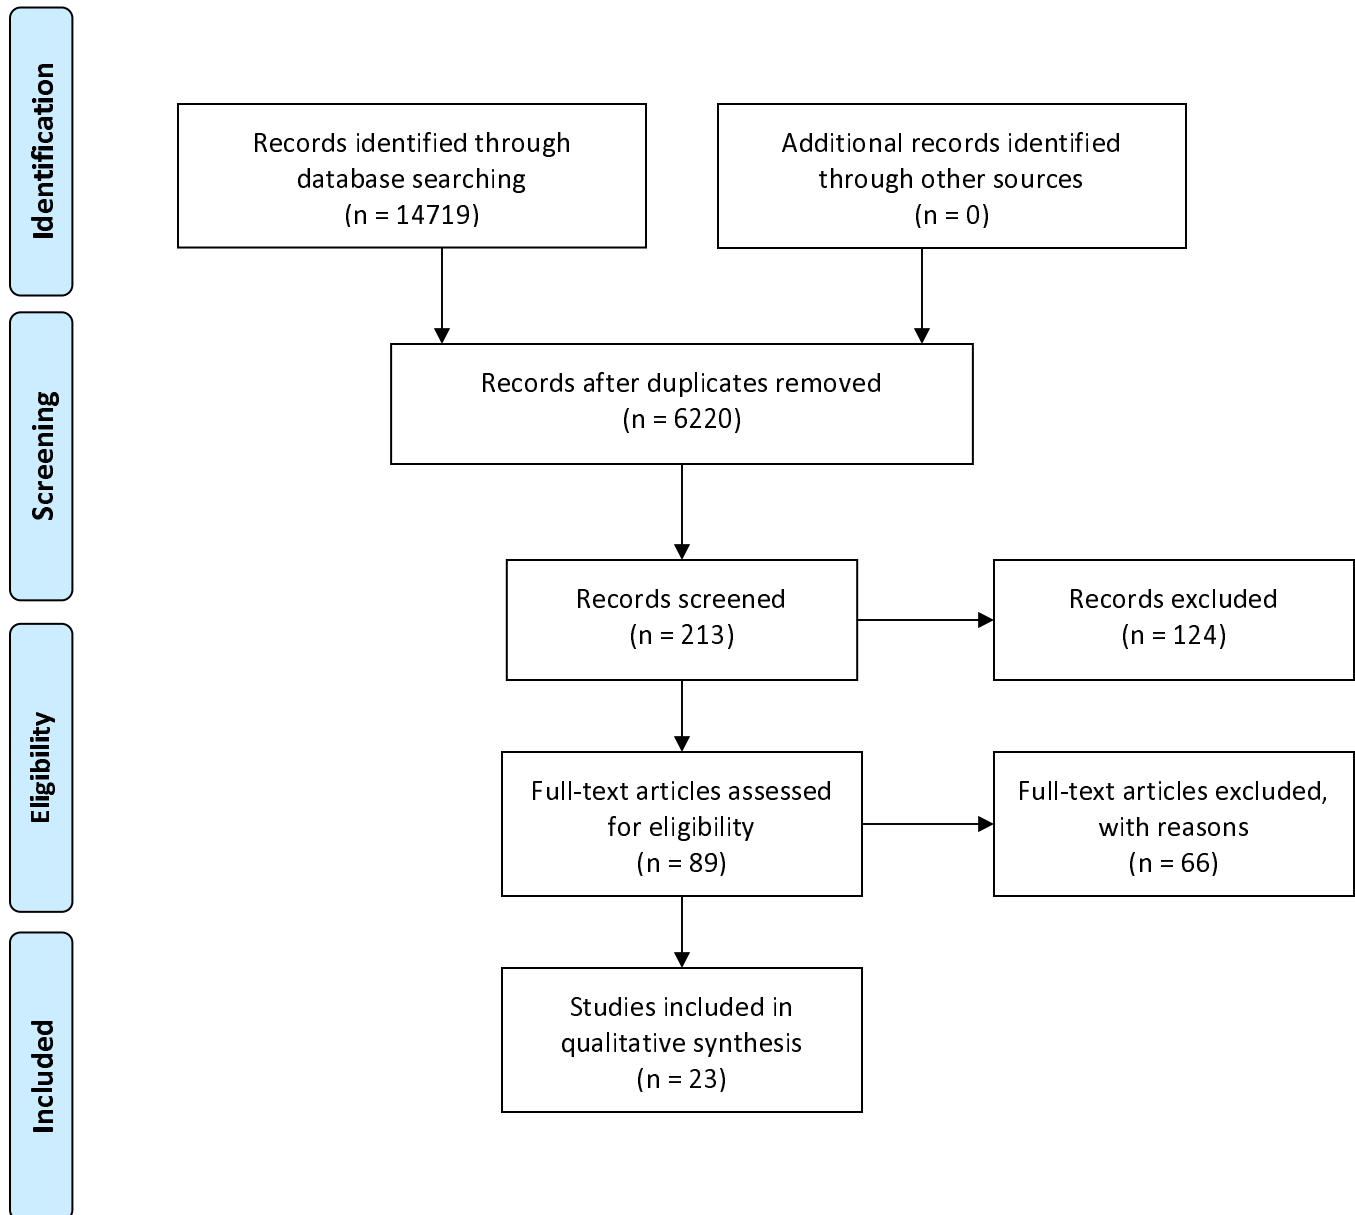 Identification
Records identified through
database searching
(n = 14719)
Additional records identified
through other sources
(n = 0)
Screening
Records after duplicates removed
(n = 6220)
Records screened
(n = 213)
Records excluded
(n = 124)
Eligibility
Full-text articles assessed
for eligibility
(n = 89)
Full-text articles excluded,
with reasons
(n = 66)
Included
Studies included in
qualitative synthesis
(n = 23)